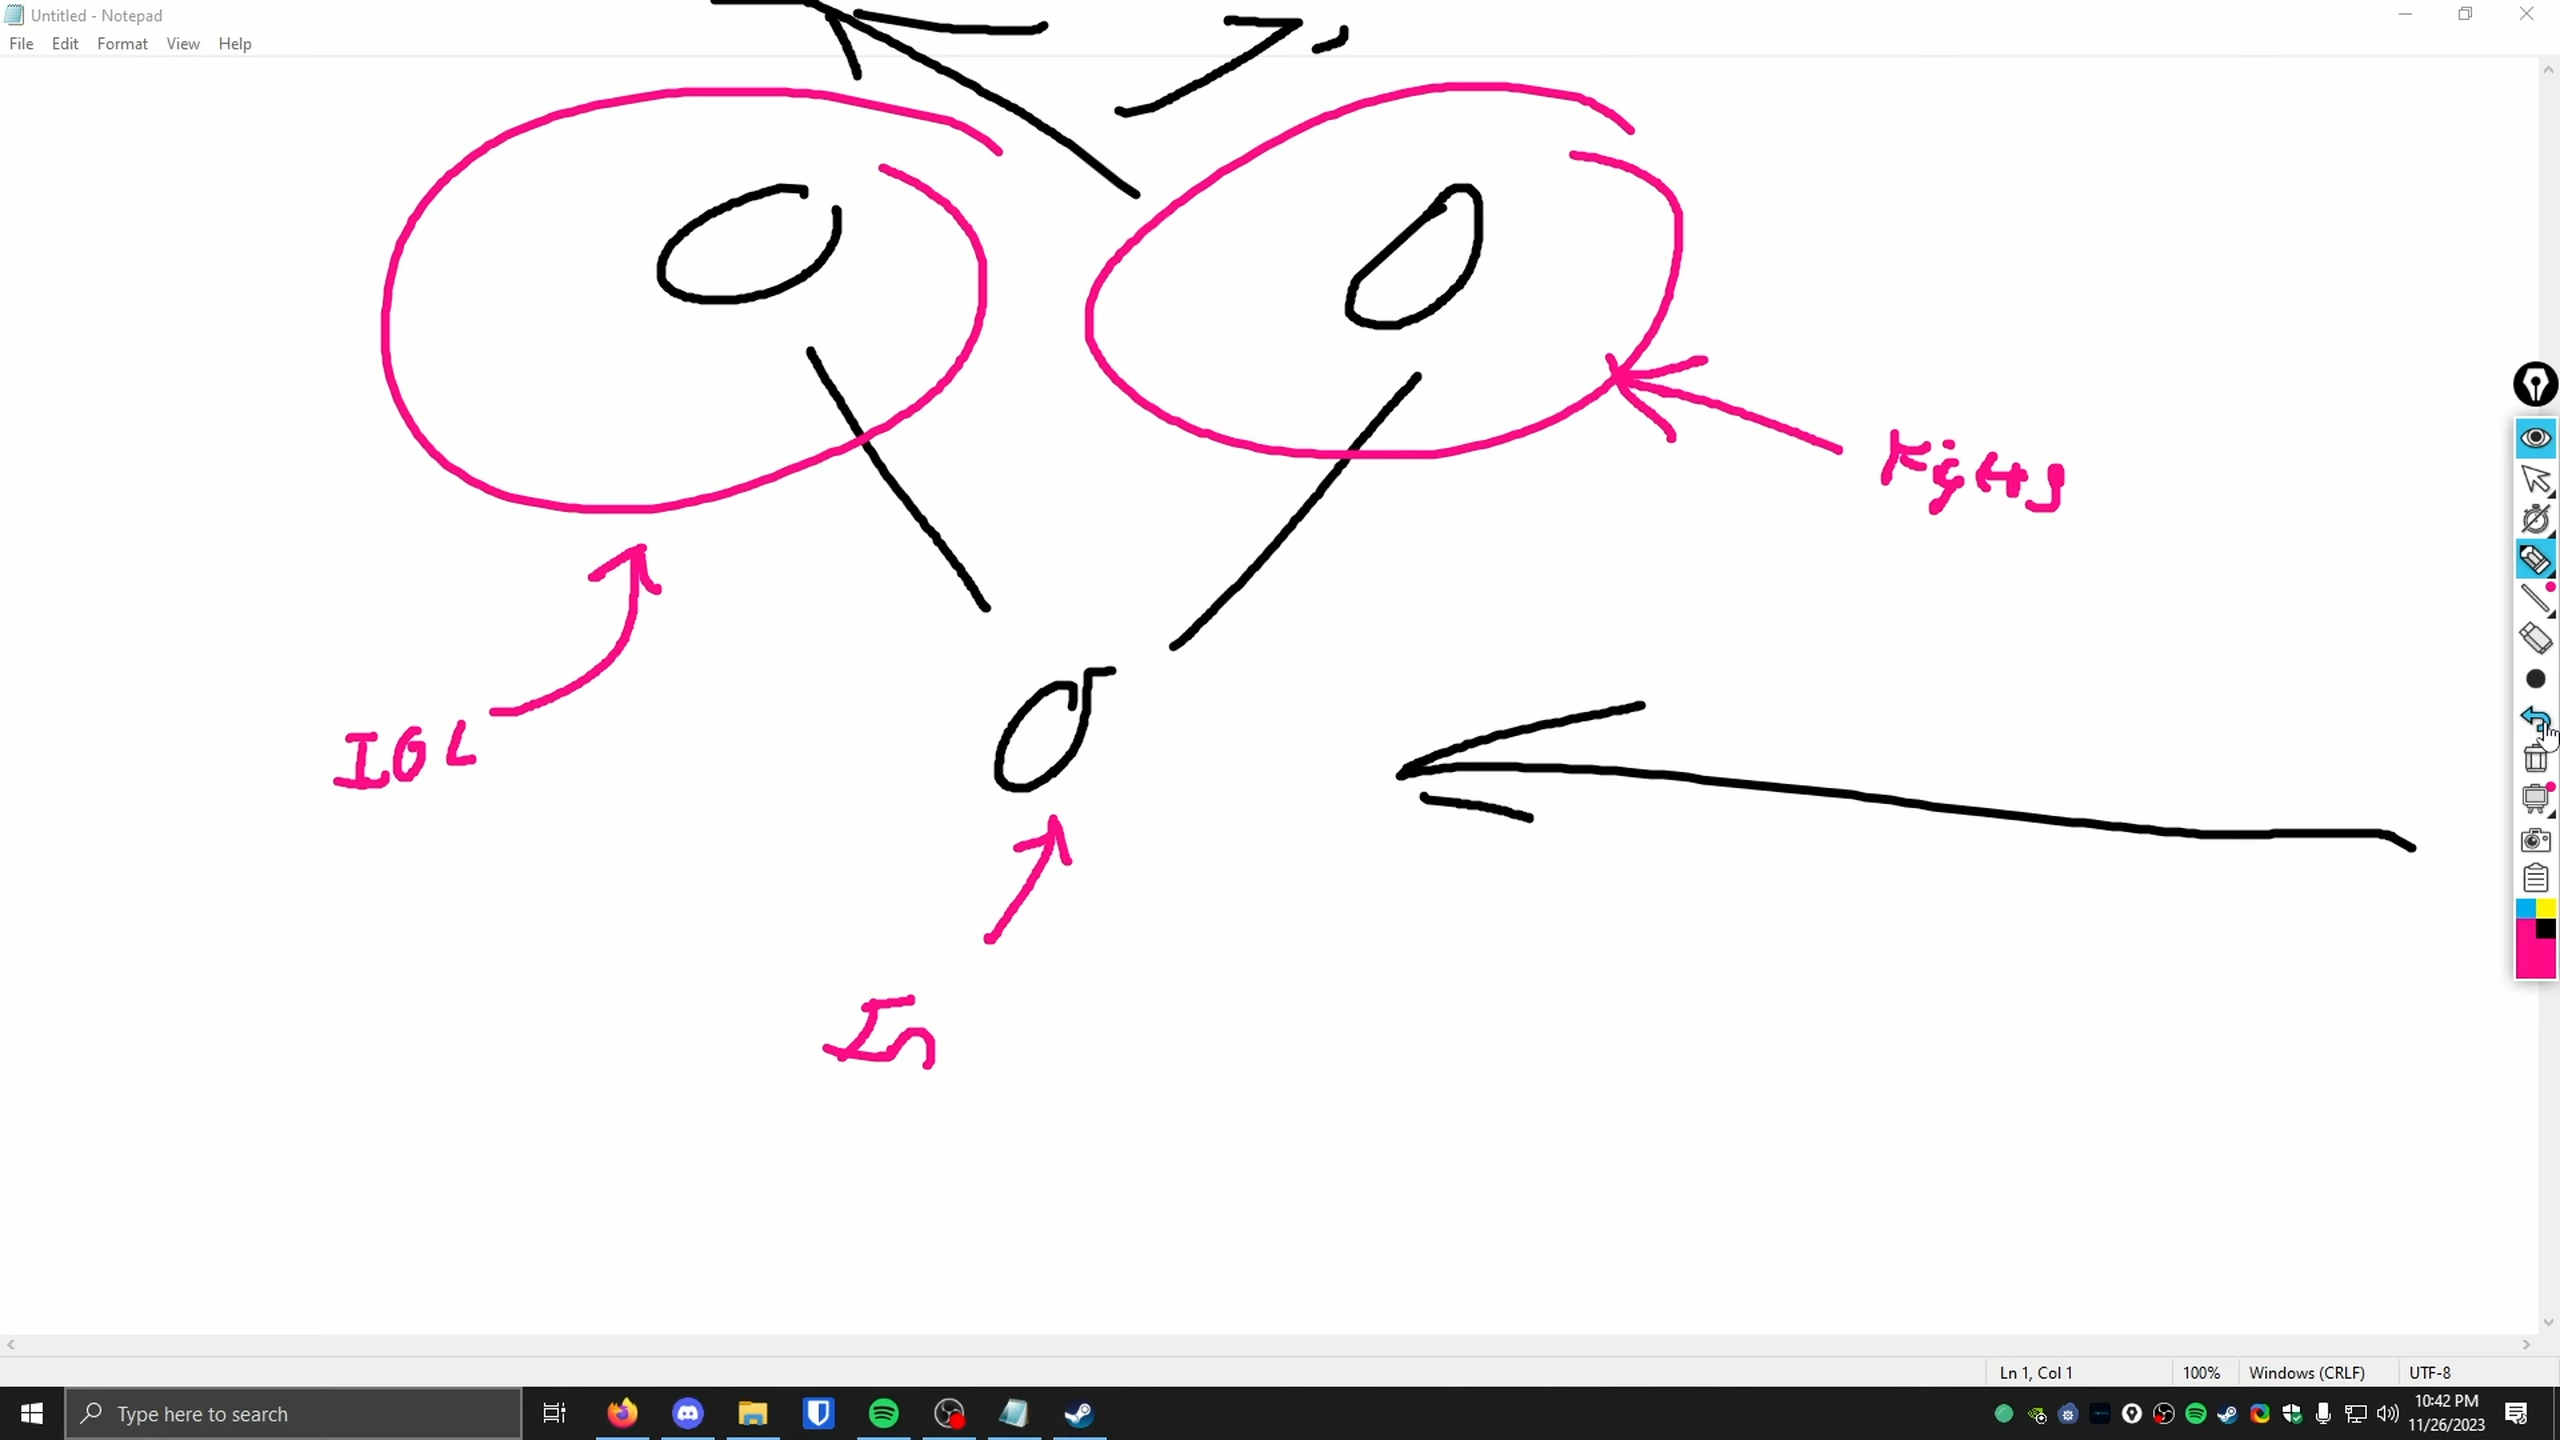 Untitled - Notepad
File Edit Format View Help
IGL
In
Ln 1, Col 1 100% Windows (CRLF) UTF-8
Type here to search
10:42 PM
11/26/2023